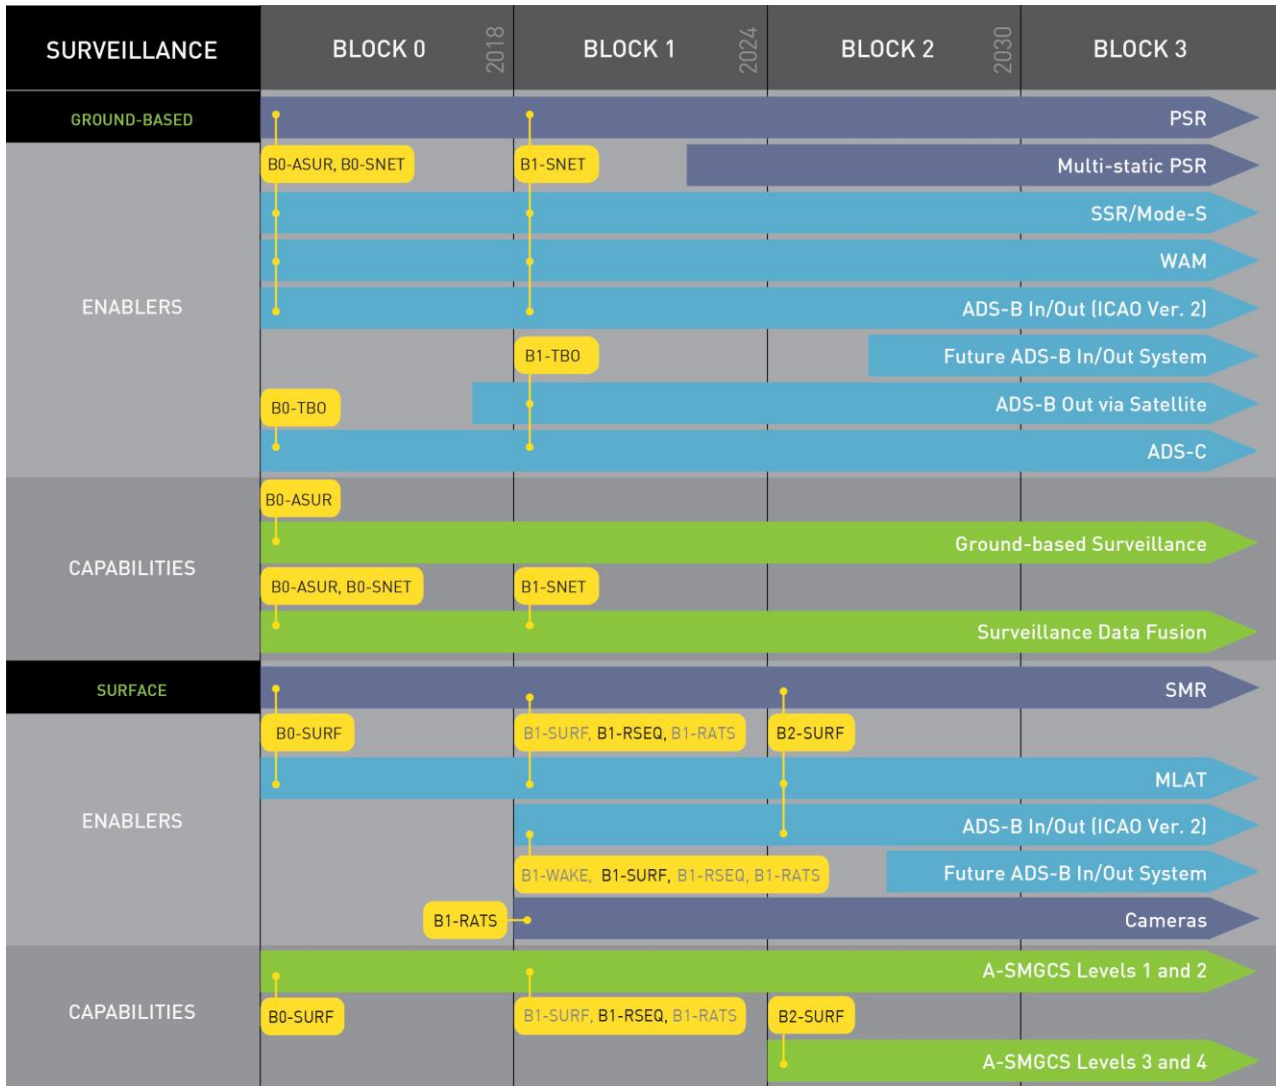 SURVEILLANCE
BLOCK 0
2018
BLOCK 1
2024
BLOCK 2
2030
BLOCK 3
GROUND-BASED
PSR
B0-ASUR, B0-SNET
B1-SNET
Multi-static PSR
SSR/Mode-S
WAM
ENABLERS
ADS-B In/Out (ICAO Ver. 2)
B1-TBO
Future ADS-B In/Out System
B0-TBO
ADS-B Out via Satellite
ADS-C
B0-ASUR
Ground-based Surveillance
CAPABILITIES
B0-ASUR, B0-SNET
B1-SNET
Surveillance Data Fusion
SURFACE
SMR
B0-SURF
B1-SURF, B1-RSEQ, B1-RATS
B2-SURF
MLAT
ENABLERS
ADS-B In/Out (ICAO Ver. 2)
B1-WAKE, B1-SURF, B1-RSEQ, B1-RATS
Future ADS-B In/Out System
B1-RATS
Cameras
A-SMGCS Levels 1 and 2
CAPABILITIES
B0-SURF
B1-SURF, B1-RSEQ, B1-RATS
B2-SURF
A-SMGCS Levels 3 and 4